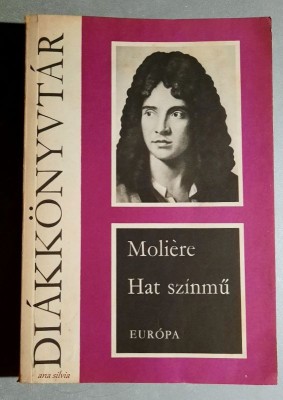 DIÁKKÖNYVTÁR
Molière
Hat színmű
EURÓPA
ana silvia